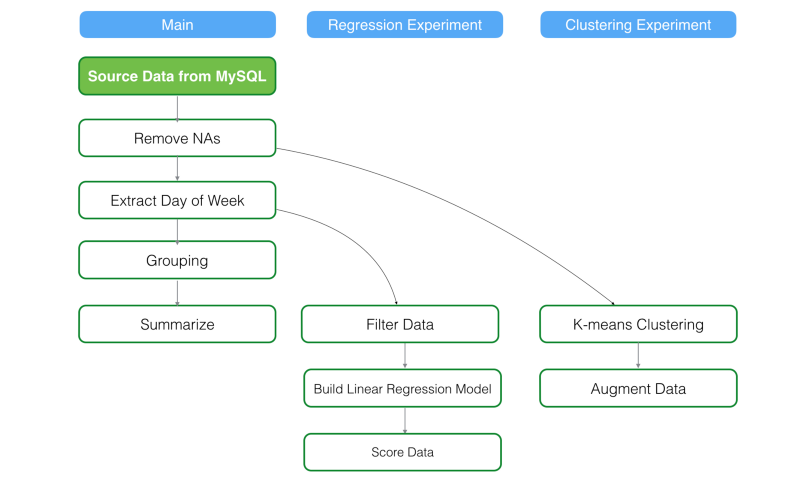 Main
Regression Experiment
Clustering Experiment
Source Data from MySQL
Remove NAs
Extract Day of Week
Grouping
Summarize
Filter Data
K-means Clustering
Build Linear Regression Model
Augment Data
Score Data